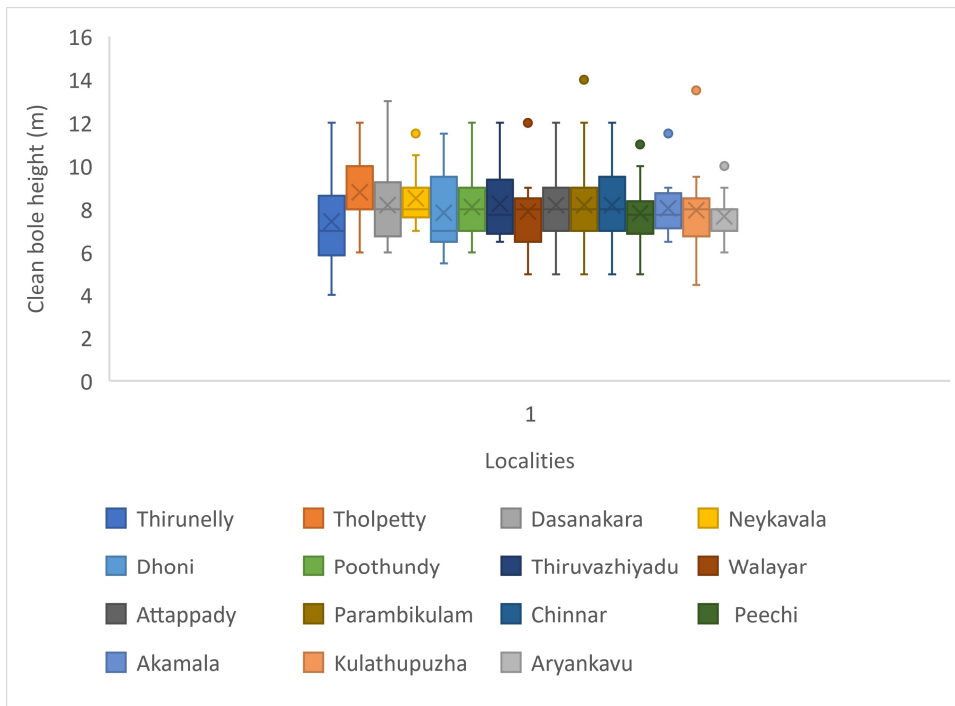 16
14
12
10
8
6
4
2
0
Clean bole height (m)
1
Localities
Thirunelly Tholpetty Dasanakara Neykavala
Dhoni Poothundy Thiruvazhiyadu Walayar
Attappady Parambikulam Chinnar Peechi
Akamala Kulathupuzha Aryankavu